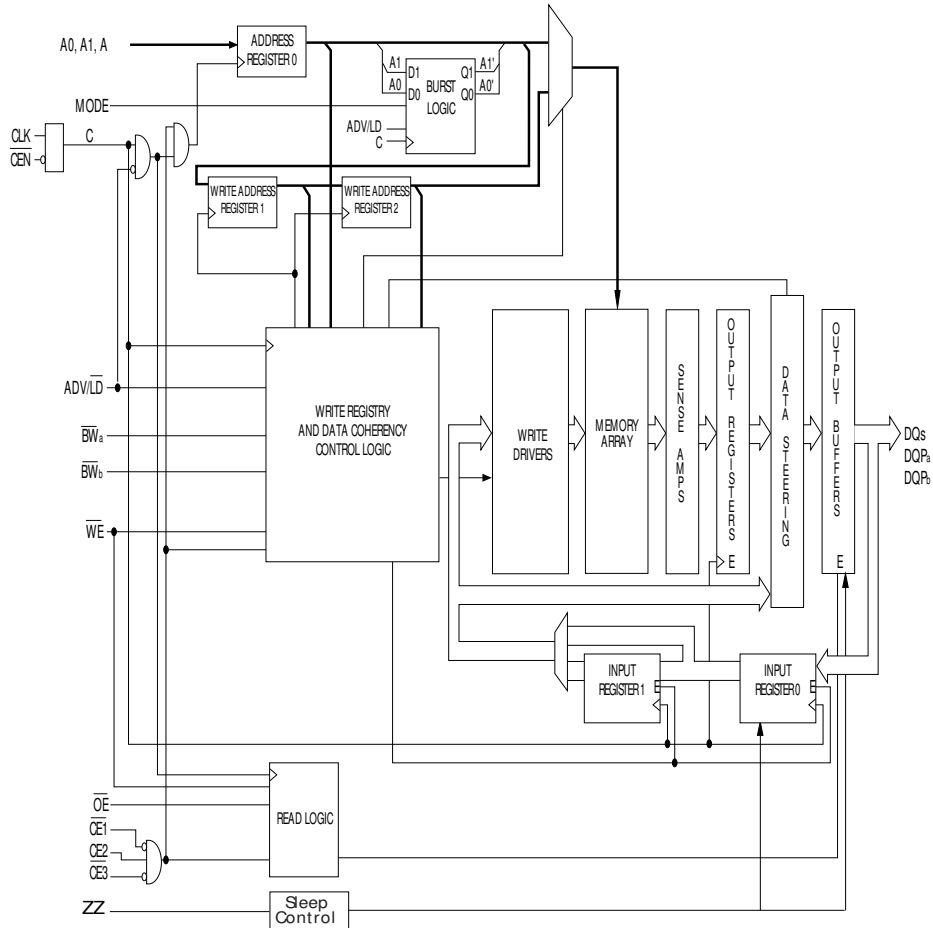 A0, A1, A
ADDRESS
REGISTER 0
A1
A0
D1
D0
BURST
LOGIC
Q1
Q0
A1'
A0'
MODE
ADV/LD
C
CLK
C
CEN
WRITE ADDRESS
REGISTER 1
WRITE ADDRESS
REGISTER 2
ADV/LD
BWa
BWb
WE
WRITE REGISTRY
AND DATA COHERENCY
CONTROL LOGIC
WRITE
DRIVERS
MEMORY
ARRAY
SENSE AMPS
OUTPUT REGISTERS
E
DATA STEERING
OUTPUT BUFFERS
E
DQs
DQPa
DQPb
INPUT
REGISTER 1
E
INPUT
REGISTER 0
E
OE
READ LOGIC
CE1
CE2
CE3
ZZ
Sleep
Control